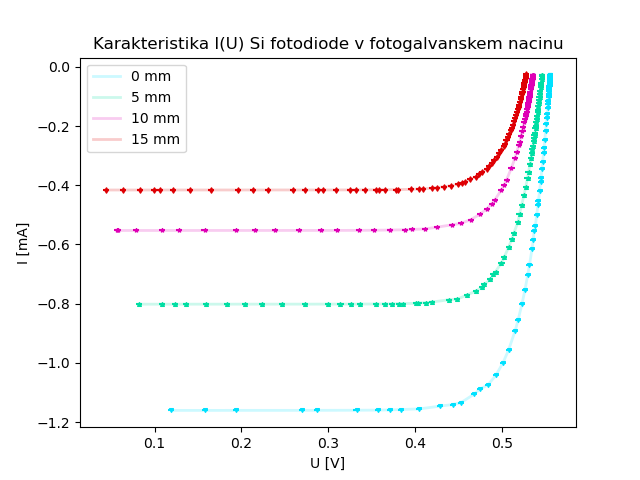 Karakteristika I(U) Si fotodiode v fotogalvanskem nacinu
0 mm
5 mm
10 mm
15 mm
0.0
−0.2
−0.4
−0.6
−0.8
−1.0
−1.2
I [mA]
0.1 0.2 0.3 0.4 0.5
U [V]